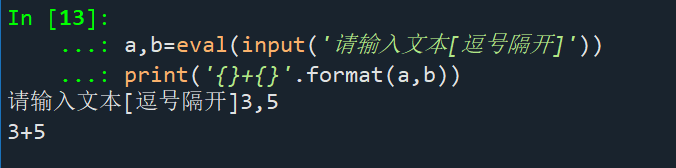 In [13]:
...: a,b=eval(input('请输入文本[逗号隔开]'))
...: print('{}+{}'.format(a,b))
请输入文本[逗号隔开]3,5
3+5